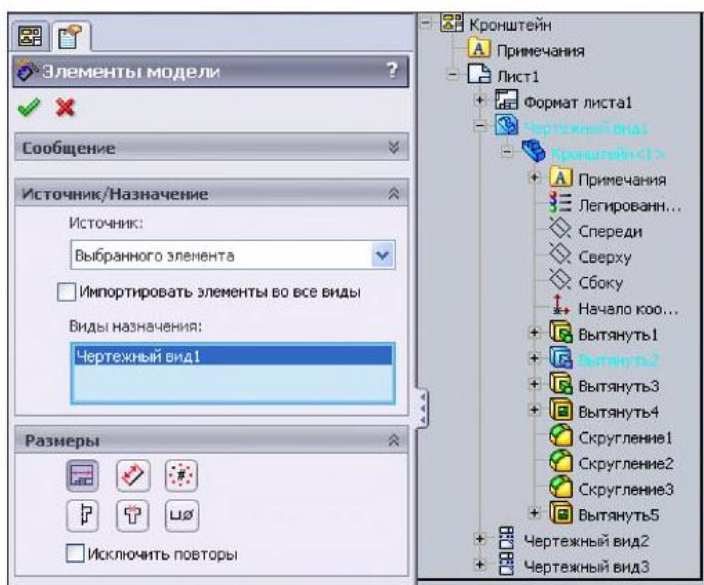 Элементы модели ?
Сообщение
Источник/Назначение
Источник:
Выбранного элемента
Импортировать элементы во все виды
Виды назначения:
Чертежный вид1
Размеры
Исключить повторы
Кронштейн
A Примечания
Лист1
Формат листа1
Чертежный вид1
Кронштейн<1>
A Примечания
Легированн...
Спереди
Сверху
Сбоку
Начало коо...
Вытянуть1
Вытянуть2
Вытянуть3
Вытянуть4
Скругление1
Скругление2
Скругление3
Вытянуть5
Чертежный вид2
Чертежный вид3